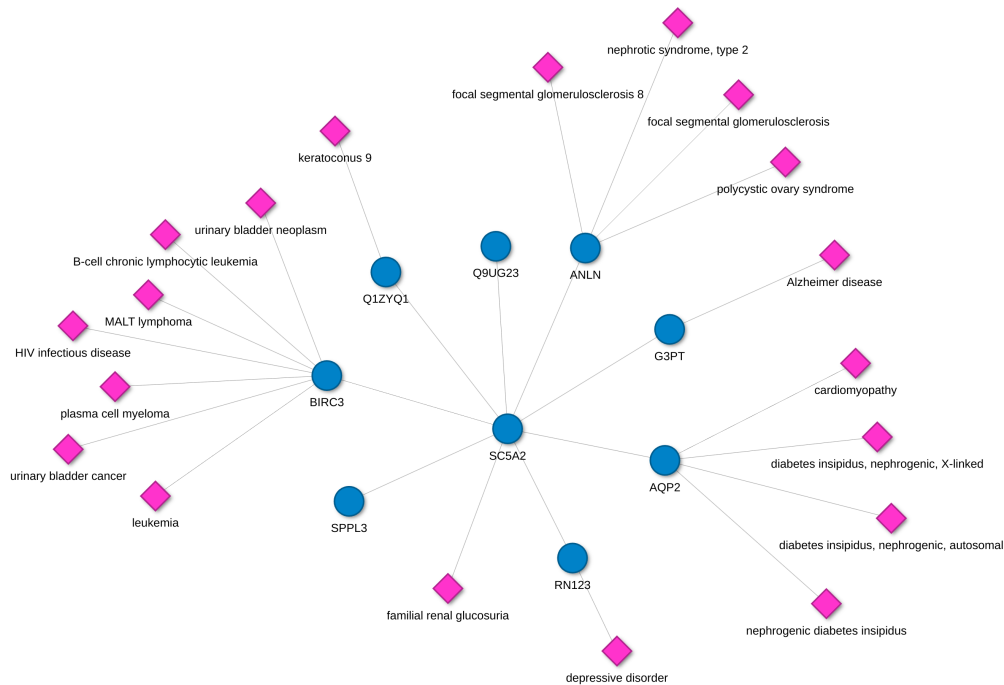 nephrotic syndrome, type 2
focal segmental glomerulosclerosis 8
focal segmental glomerulosclerosis
keratoconus 9
polycystic ovary syndrome
urinary bladder neoplasm
B-cell chronic lymphocytic leukemia
Q9UG23
ANLN
Alzheimer disease
Q1ZYQ1
MALT lymphoma
HIV infectious disease
G3PT
cardiomyopathy
BIRC3
plasma cell myeloma
SC5A2
diabetes insipidus, nephrogenic, X-linked
urinary bladder cancer
AQP2
leukemia
SPPL3
diabetes insipidus, nephrogenic, autosomal
RN123
familial renal glucosuria
nephrogenic diabetes insipidus
depressive disorder